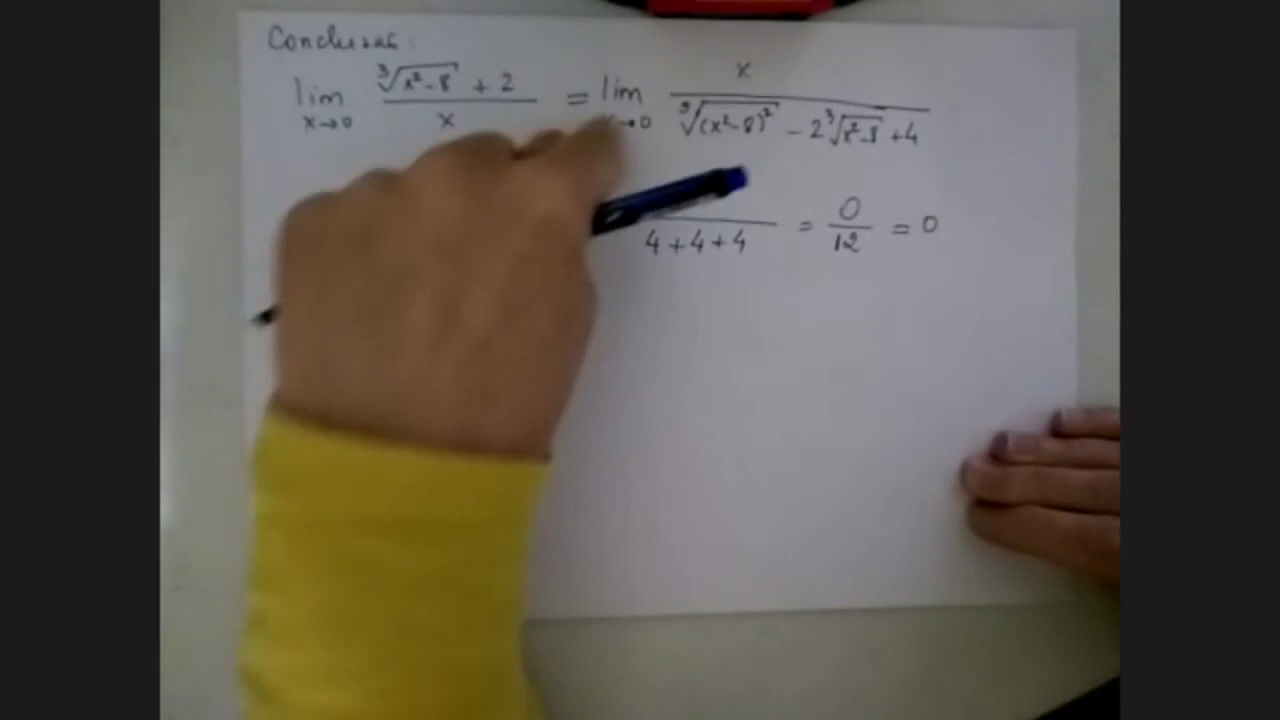 Conclusão:
lim x→0 (∛(x²-8) + 2)/x = lim x→0 x/(∛((x²-8)²) - 2∛(x²-8) + 4)
/(4+4+4) = 0/12 = 0